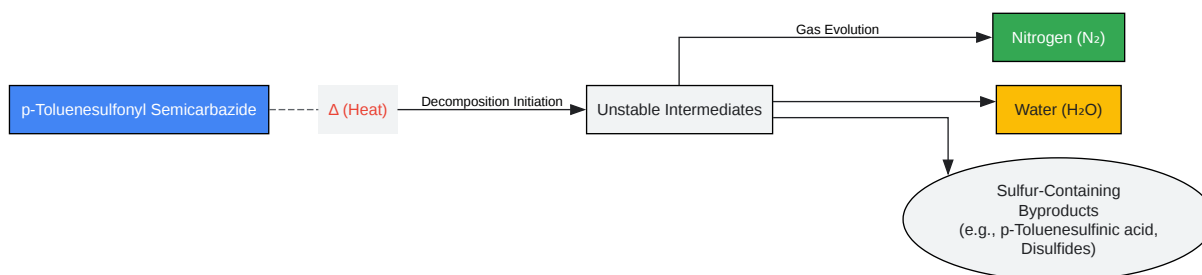 p-Toluenesulfonyl Semicarbazide
Δ (Heat)
Decomposition Initiation
Unstable Intermediates
Gas Evolution
Nitrogen (N₂)
Water (H₂O)
Sulfur-Containing
Byproducts
(e.g., p-Toluenesulfinic acid,
Disulfides)